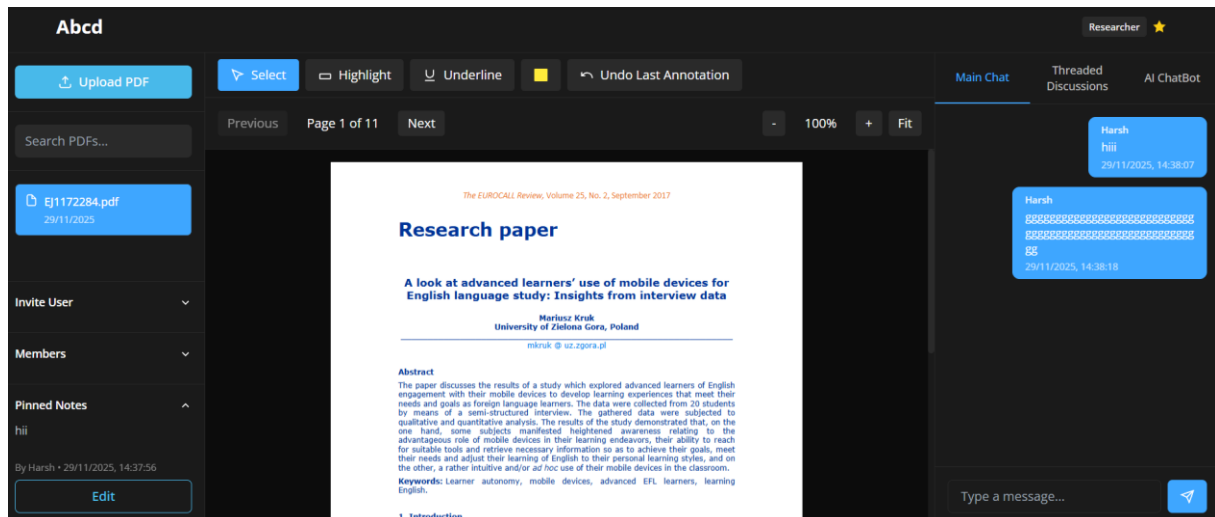 Abcd
Researcher
Upload PDF
Search PDFs...
EJ1172284.pdf
29/11/2025
Invite User
Members
Pinned Notes
hii
By Harsh • 29/11/2025, 14:37:56
Edit
Select
Highlight
Underline
Undo Last Annotation
Previous
Page 1 of 11
Next
-
100%
+
Fit
The EUROCALL Review, Volume 25, No. 2, September 2017
Research paper
A look at advanced learners' use of mobile devices for
English language study: Insights from interview data
Mariusz Kruk
University of Zielona Gora, Poland
mkruk @ uz.zgora.pl
Abstract
The paper discusses the results of a study which explored advanced learners of English
engagement with their mobile devices to develop learning experiences that meet their
needs and goals as foreign language learners. The data were collected from 20 students
by means of a semi-structured interview. The gathered data were subjected to
qualitative and quantitative analysis. The results of the study demonstrated that, on the
one hand, some subjects manifested heightened awareness relating to the
advantageous role of mobile devices in their learning endeavors, their ability to reach
for suitable tools and retrieve necessary information so as to achieve their goals, meet
their needs and adjust their learning of English to their personal learning styles, and on
the other, a rather intuitive and/or ad hoc use of their mobile devices in the classroom.
Keywords: Learner autonomy, mobile devices, advanced EFL learners, learning
English.
1. Introduction
Main Chat
Threaded
Discussions
AI ChatBot
Harsh
hiii
29/11/2025, 14:38:07
Harsh
gggggggggggggggggggggggggggg
gggggggggggggggggggggggggggg
gg
29/11/2025, 14:38:18
Type a message...